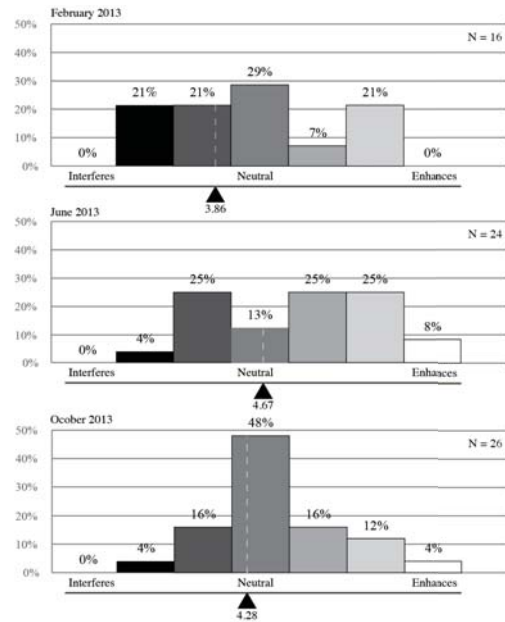 February 2013
50%
N = 16
40%
30%
29%
21%
21%
21%
20%
10%
7%
0%
0%
0%
Interferes
Neutral
Enhances
3.86
June 2013
50%
N = 24
40%
30%
25%
25%
25%
20%
13%
10%
8%
4%
0%
0%
Interferes
Neutral
Enhances
4.67
Ocober 2013
50%
48%
N = 26
40%
30%
20%
16%
16%
12%
10%
4%
4%
0%
0%
Interferes
Neutral
Enhances
4.28